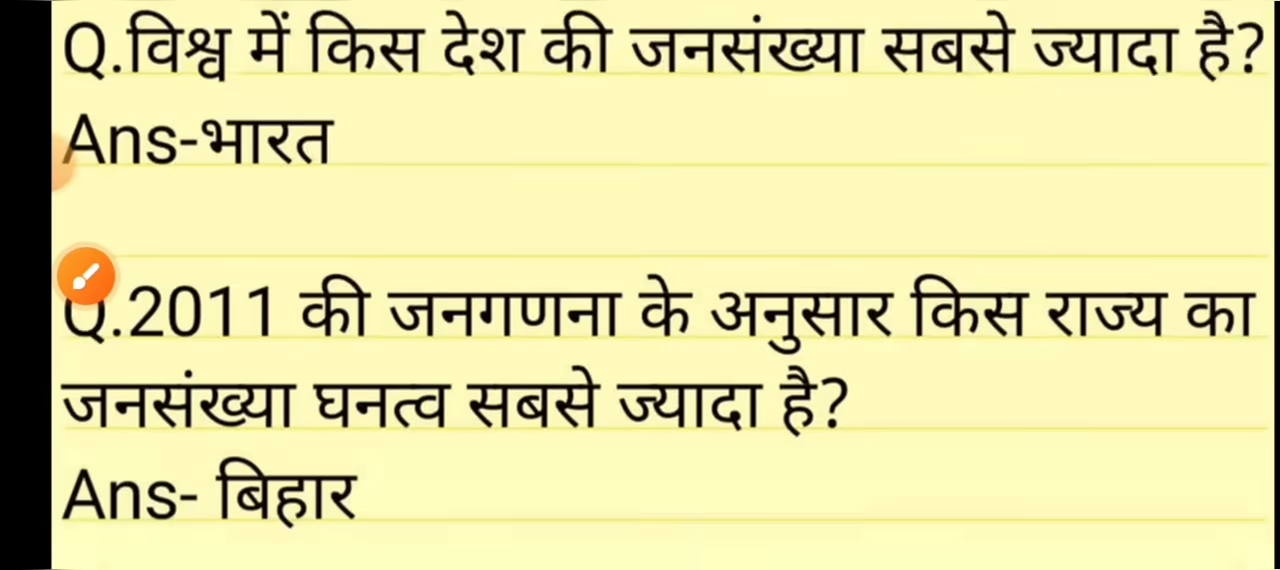 Q.विश्व में किस देश की जनसंख्या सबसे ज्यादा है?
Ans-भारत
Q.2011 की जनगणना के अनुसार किस राज्य का
जनसंख्या घनत्व सबसे ज्यादा है?
Ans- बिहार